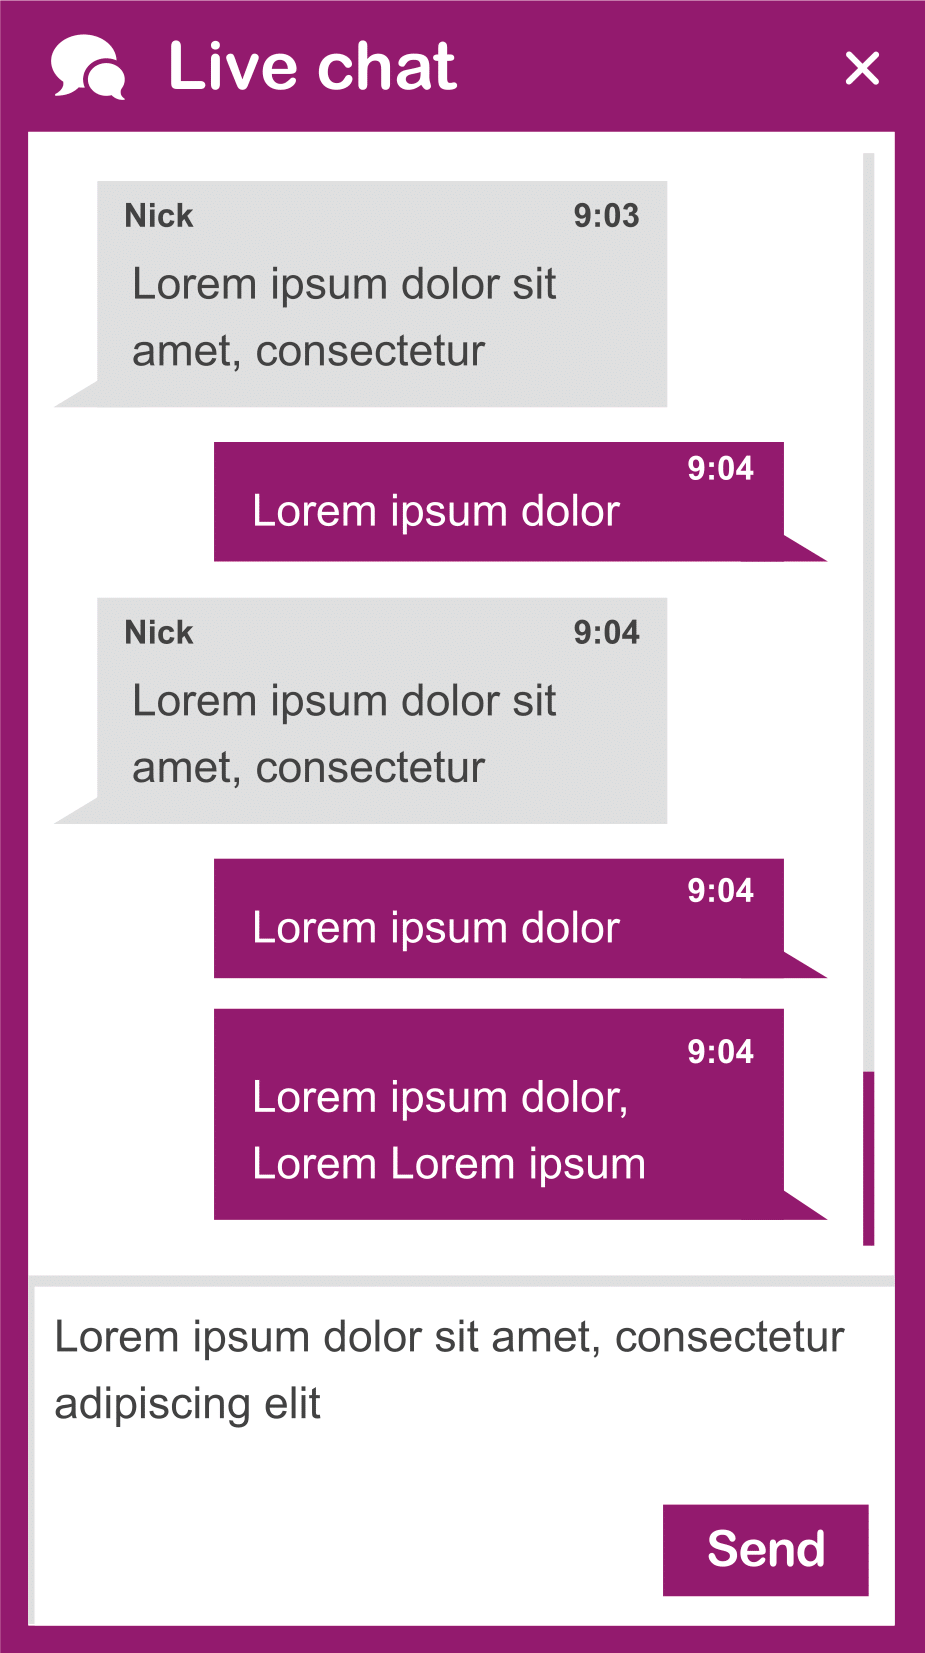 Live chat
Nick 9:03
Lorem ipsum dolor sit
amet, consectetur
9:04
Lorem ipsum dolor
Nick 9:04
Lorem ipsum dolor sit
amet, consectetur
9:04
Lorem ipsum dolor
9:04
Lorem ipsum dolor,
Lorem Lorem ipsum
Lorem ipsum dolor sit amet, consectetur
adipiscing elit
Send